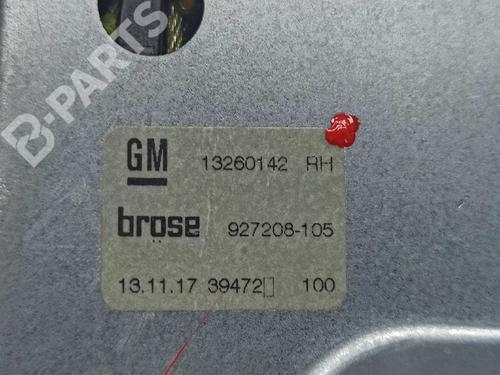 B-PARTS
GM 13260142 RH
brose 927208-105
13.11.17 39472▯ 100